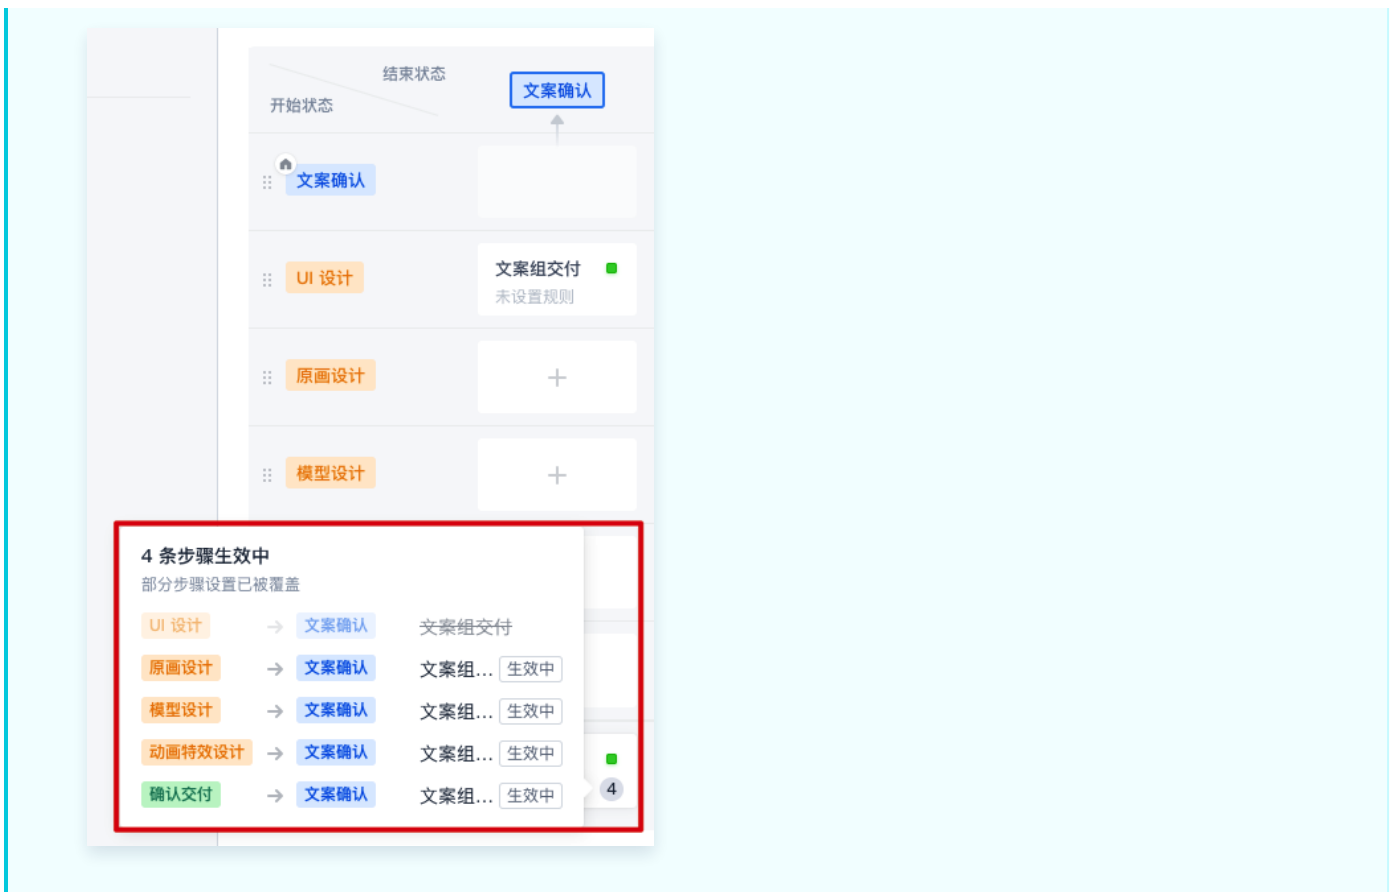 结束状态
开始状态
文案确认
文案确认
UI 设计
文案组交付
未设置规则
原画设计
模型设计
4 条步骤生效中
部分步骤设置已被覆盖
UI 设计 → 文案确认 文案组交付
原画设计 → 文案确认 文案组... 生效中
模型设计 → 文案确认 文案组... 生效中
动画特效设计 → 文案确认 文案组... 生效中
确认交付 → 文案确认 文案组... 生效中
4